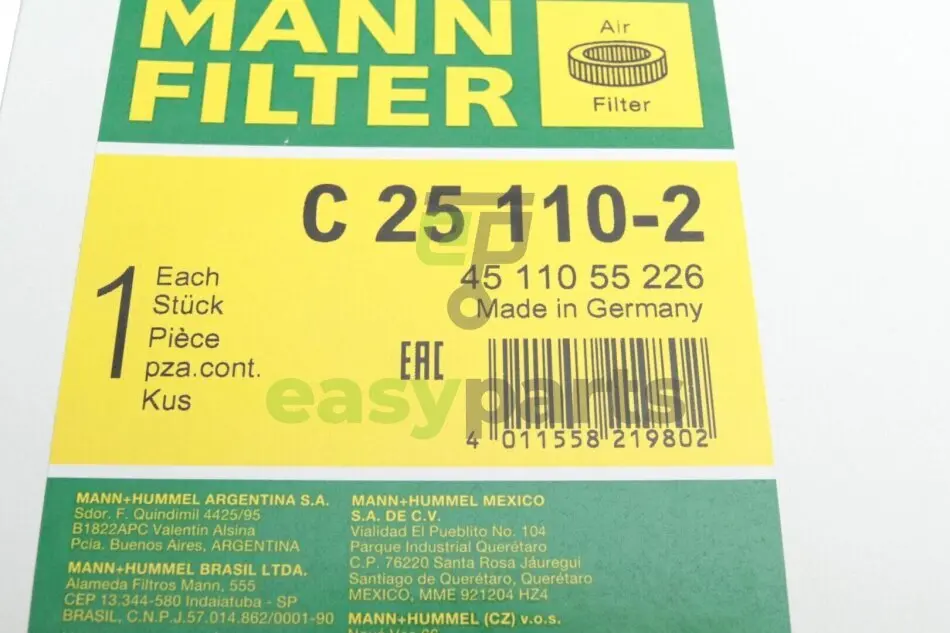 MANN
FILTER
Air
Filter
C 25 110-2
45 110 55 226
Made in Germany
1
Each
Stück
Pièce
pza.cont.
Kus
EAC
easyparts
4 011558 219802
MANN+HUMMEL ARGENTINA S.A.
Sdor. F. Quindimil 4425/95
B1822APC Valentín Alsina
Pcia. Buenos Aires, ARGENTINA
MANN+HUMMEL BRASIL LTDA.
Alameda Filtros Mann, 555
CEP 13.344-580 Indaiatuba - SP
BRASIL, C.N.P.J.57.014.862/0001-90
MANN+HUMMEL MEXICO
S.A. DE C.V.
Vialidad El Pueblito No. 104
Parque Industrial Querétaro
C.P. 76220 Santa Rosa Jáuregui
Santiago de Querétaro, Querétaro
MEXICO, MME 921204 HZ4
MANN+HUMMEL (CZ) v.o.s.